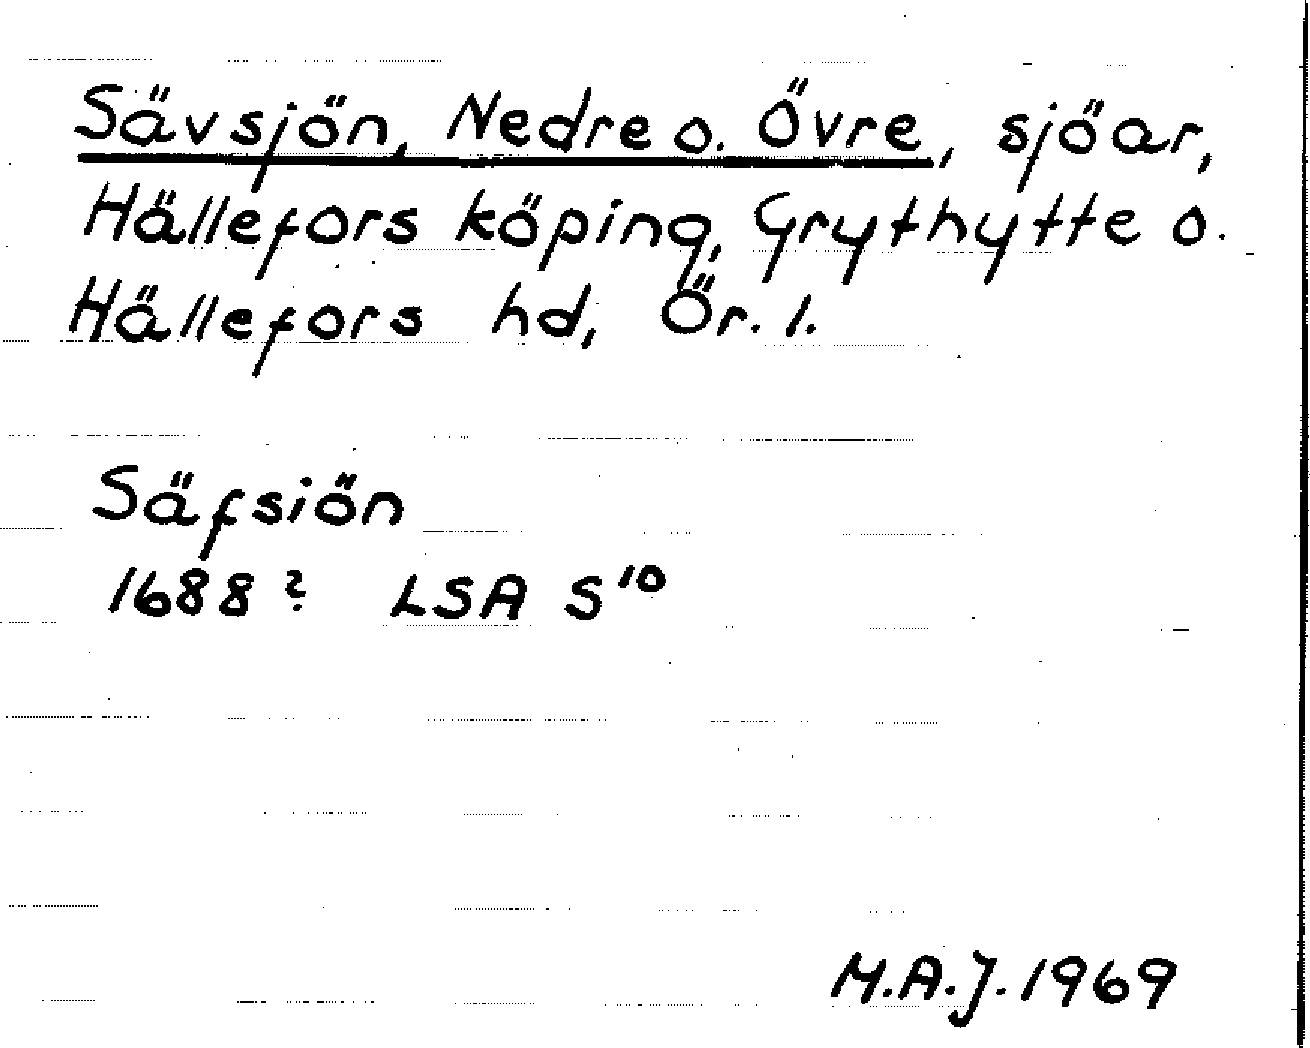 Sävsjön, Nedre o. Övre, sjöar,
Hällefors köping, Grythytte o.
Hällefors hd, Ör. l.
Säfsiön
1688? LSA S10
M.A.J. 1969